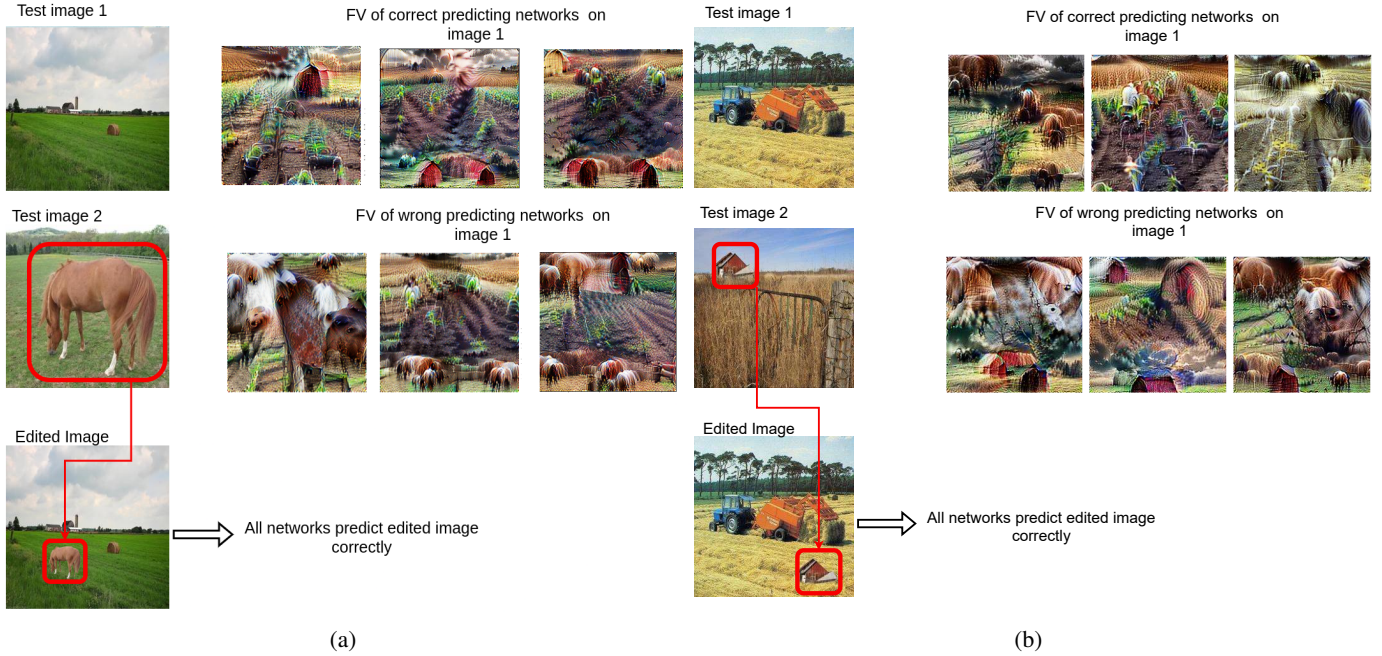 Test image 1
FV of correct predicting networks on
image 1
Test image 2
FV of wrong predicting networks on
image 1
Edited Image
All networks predict edited image
correctly
(a)
Test image 1
FV of correct predicting networks on
image 1
Test image 2
FV of wrong predicting networks on
image 1
Edited Image
All networks predict edited image
correctly
(b)